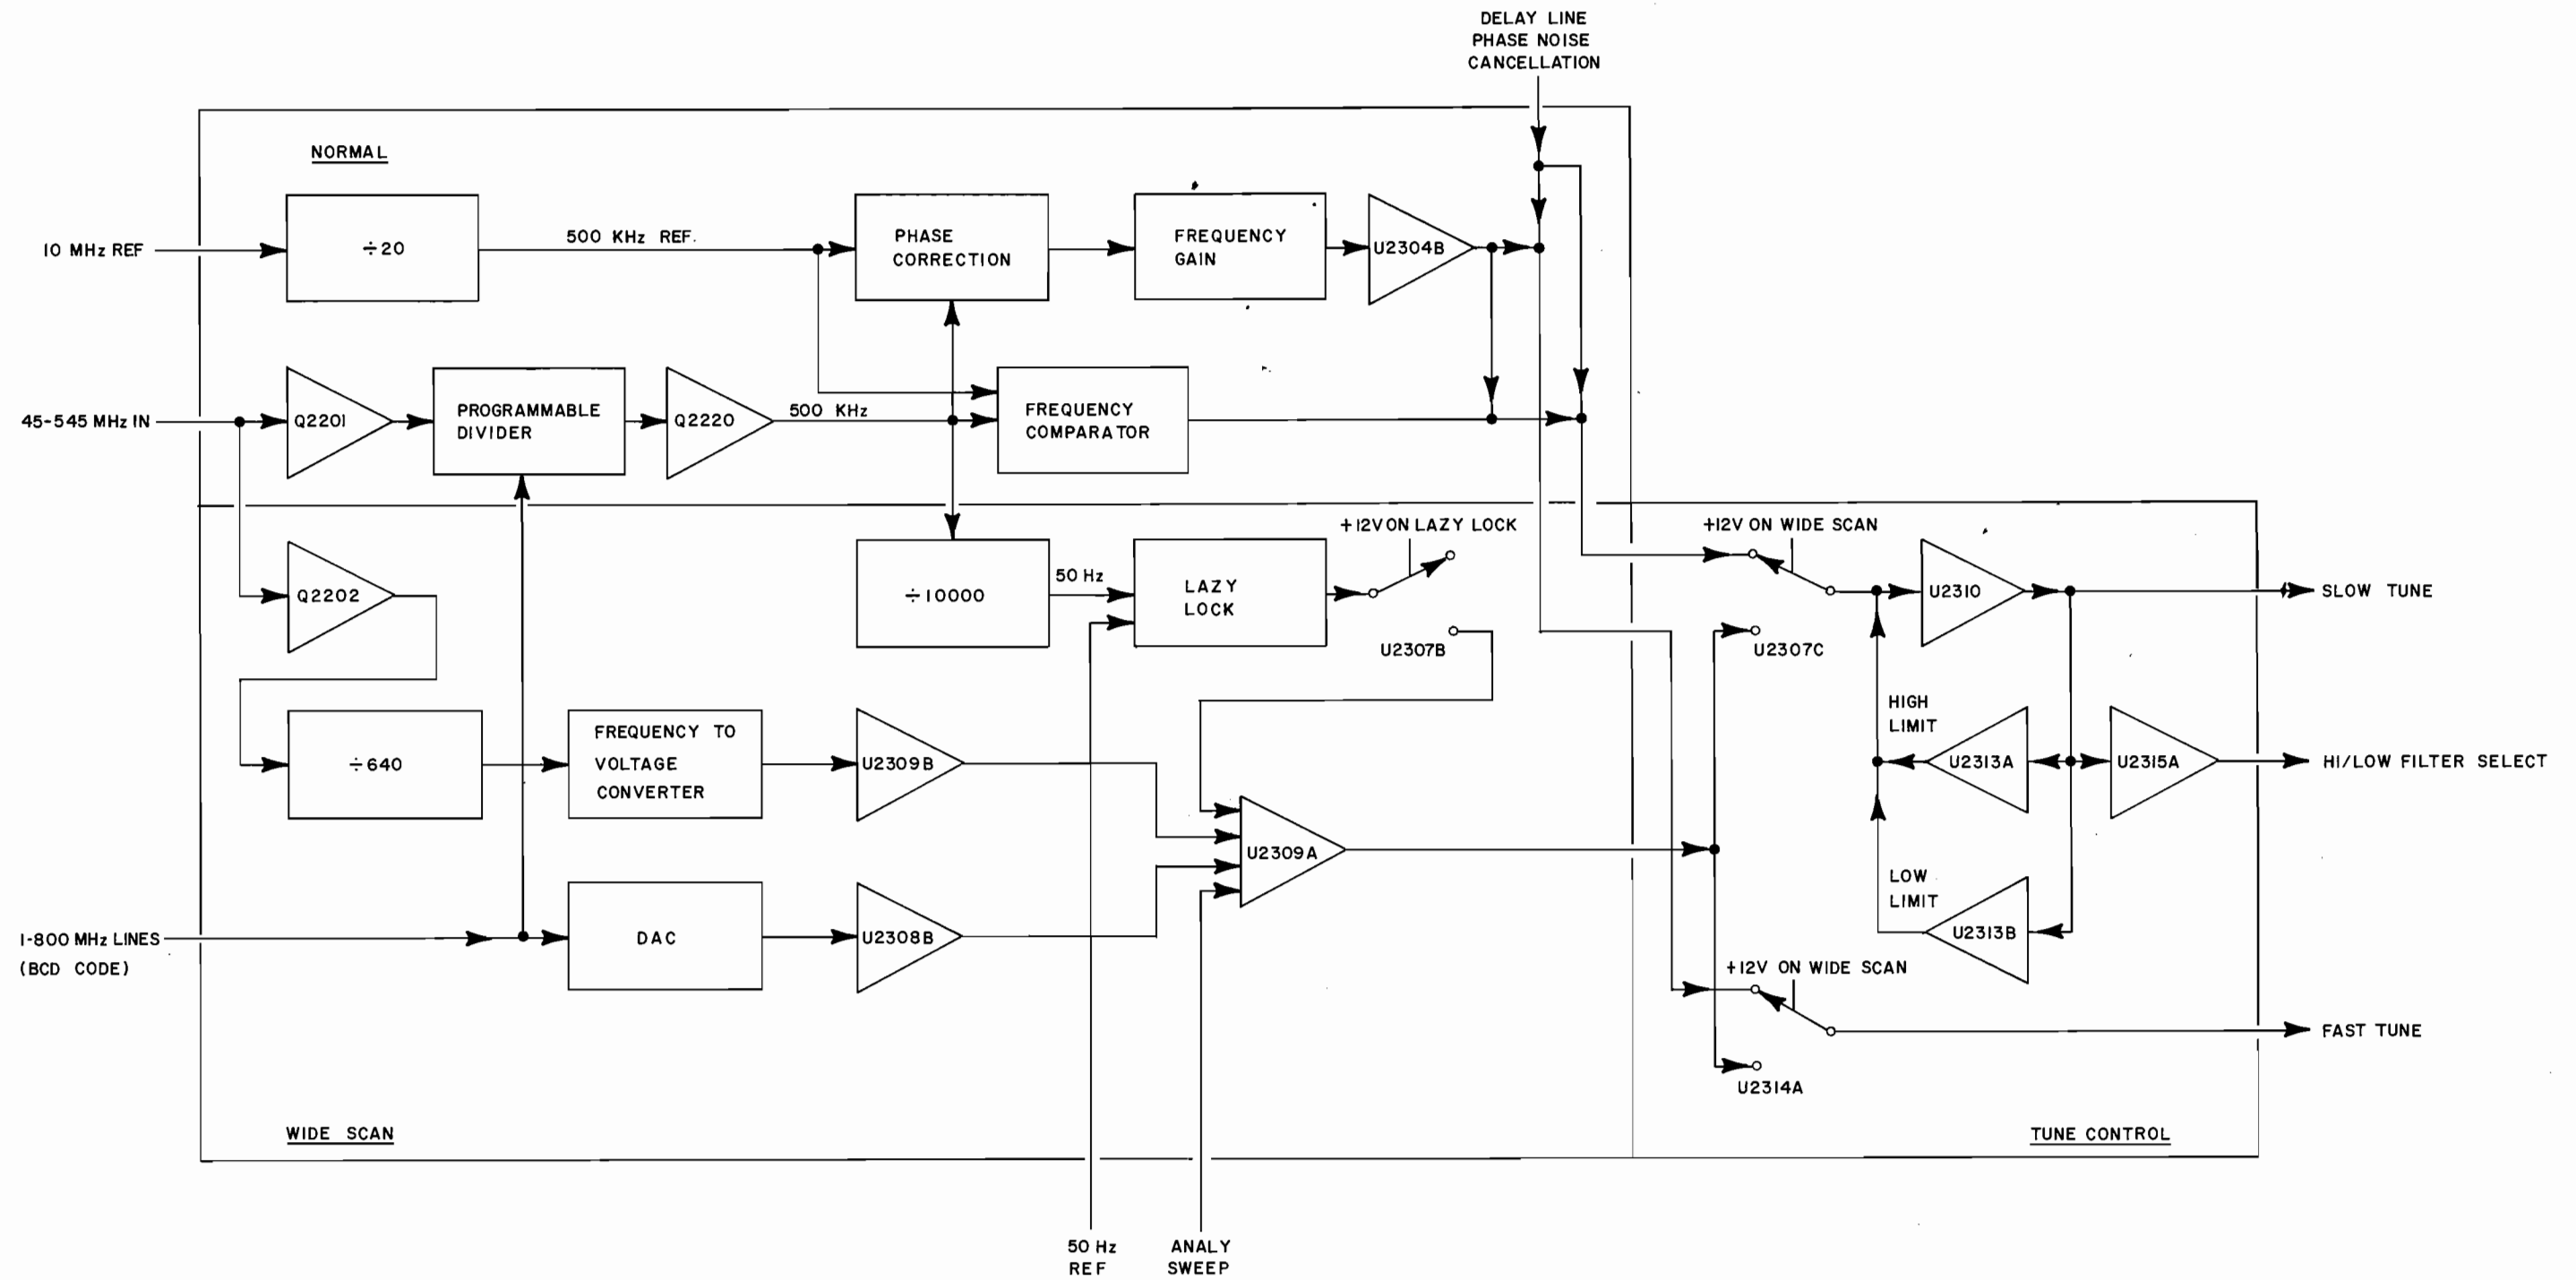 DELAY LINE
PHASE NOISE
CANCELLATION
NORMAL
10 MHz REF
÷20
500 KHz REF.
PHASE
CORRECTION
FREQUENCY
GAIN
U2304B
45-545 MHz IN
Q2201
PROGRAMMABLE
DIVIDER
Q2220
500 KHz
FREQUENCY
COMPARATOR
Q2202
÷10000
50 Hz
LAZY
LOCK
+12V ON LAZY LOCK
U2307B
+12V ON WIDE SCAN
U2307C
U2310
SLOW TUNE
÷640
FREQUENCY TO
VOLTAGE
CONVERTER
U2309B
U2309A
HIGH
LIMIT
U2313A
U2315A
HI/LOW FILTER SELECT
1-800 MHz LINES
(BCD CODE)
DAC
U2308B
LOW
LIMIT
U2313B
+12V ON WIDE SCAN
FAST TUNE
U2314A
WIDE SCAN
TUNE CONTROL
50 Hz
REF
ANALY
SWEEP